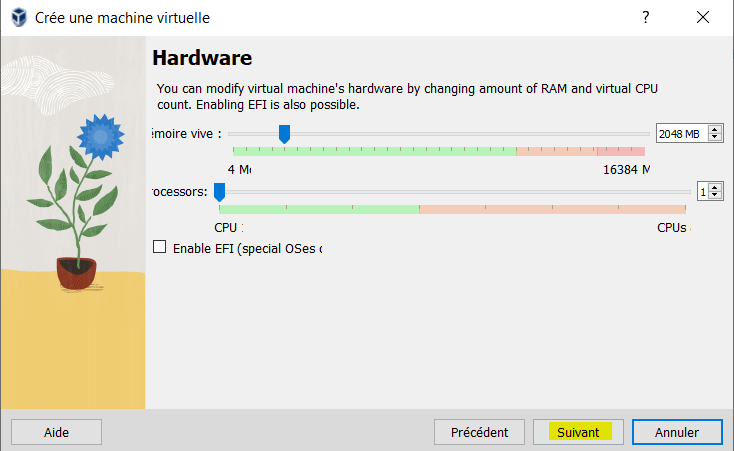 Crée une machine virtuelle
Hardware
You can modify virtual machine's hardware by changing amount of RAM and virtual CPU
count. Enabling EFI is also possible.
émoire vive :
2048 MB
4 Mo
16384 M
rocessors:
1
CPU
CPUs
Enable EFI (special OSes o
Aide
Précédent
Suivant
Annuler